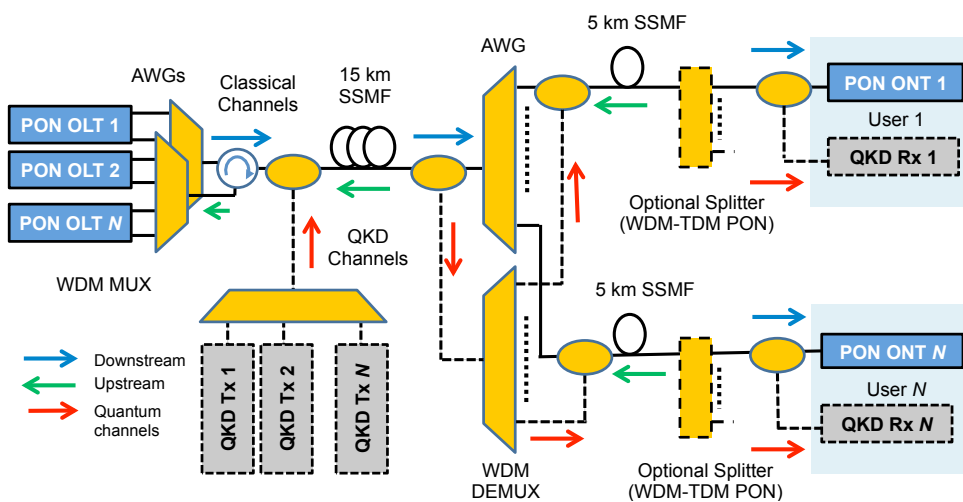 5 km SSMF
AWG
AWGs
Classical
Channels
15 km
SSMF
PON OLT 1
PON OLT 2
PON OLT N
WDM MUX
PON ONT 1
User 1
QKD Rx 1
Optional Splitter
(WDM-TDM PON)
QKD
Channels
5 km SSMF
QKD Tx 1
QKD Tx 2
QKD Tx N
Downstream
Upstream
Quantum
channels
PON ONT N
User N
QKD Rx N
WDM
DEMUX
Optional Splitter
(WDM-TDM PON)